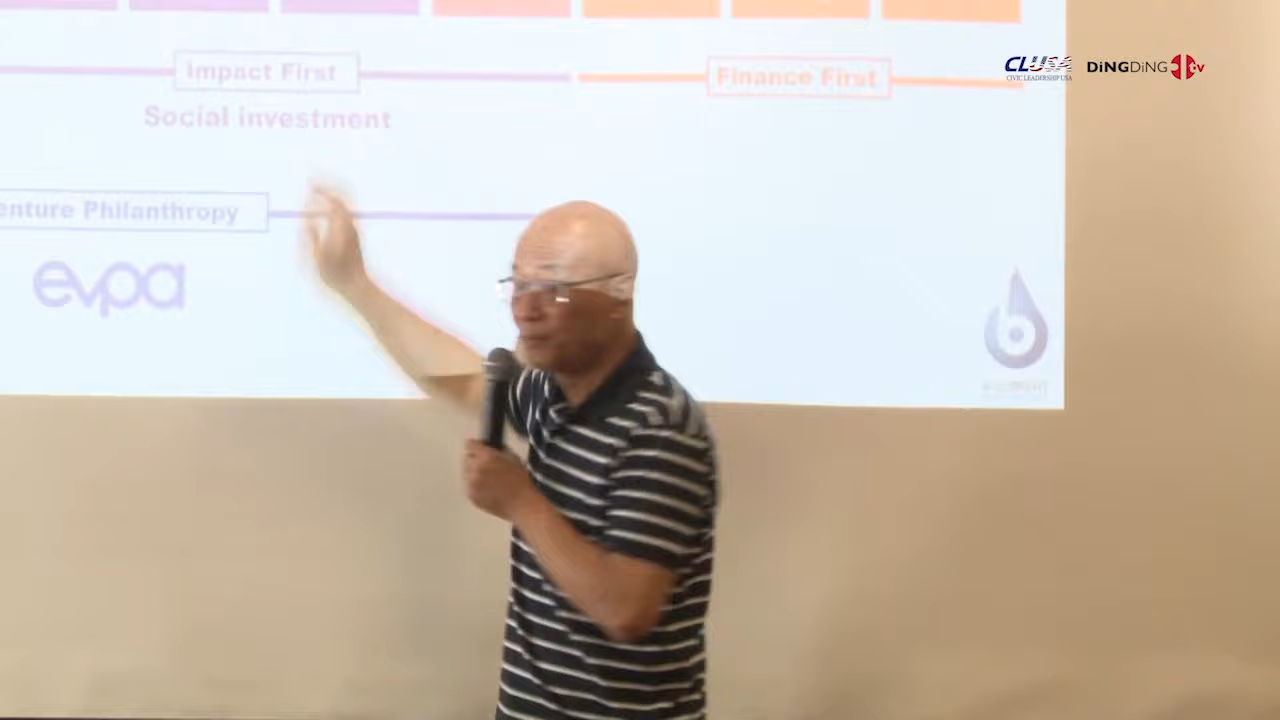 Impact First
Finance First
CLUSA
CIVIC LEADERSHIP USA
DiNGDiNG tv
Social investment
enture Philanthropy
evpa
b